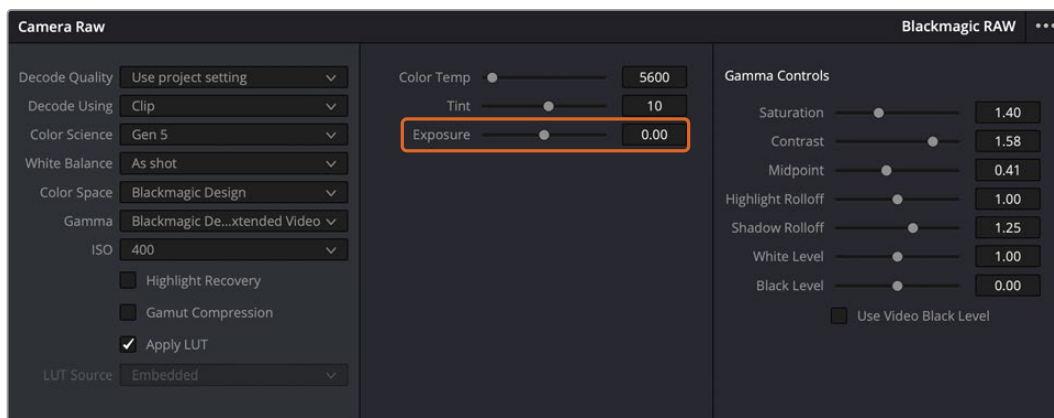 Camera Raw
Blackmagic RAW
Decode Quality Use project setting
Decode Using Clip
Color Science Gen 5
White Balance As shot
Color Space Blackmagic Design
Gamma Blackmagic De...xtended Video
ISO 400
Highlight Recovery
Gamut Compression
Apply LUT
LUT Source Embedded
Color Temp 5600
Tint 10
Exposure 0.00
Gamma Controls
Saturation 1.40
Contrast 1.58
Midpoint 0.41
Highlight Rolloff 1.00
Shadow Rolloff 1.25
White Level 1.00
Black Level 0.00
Use Video Black Level